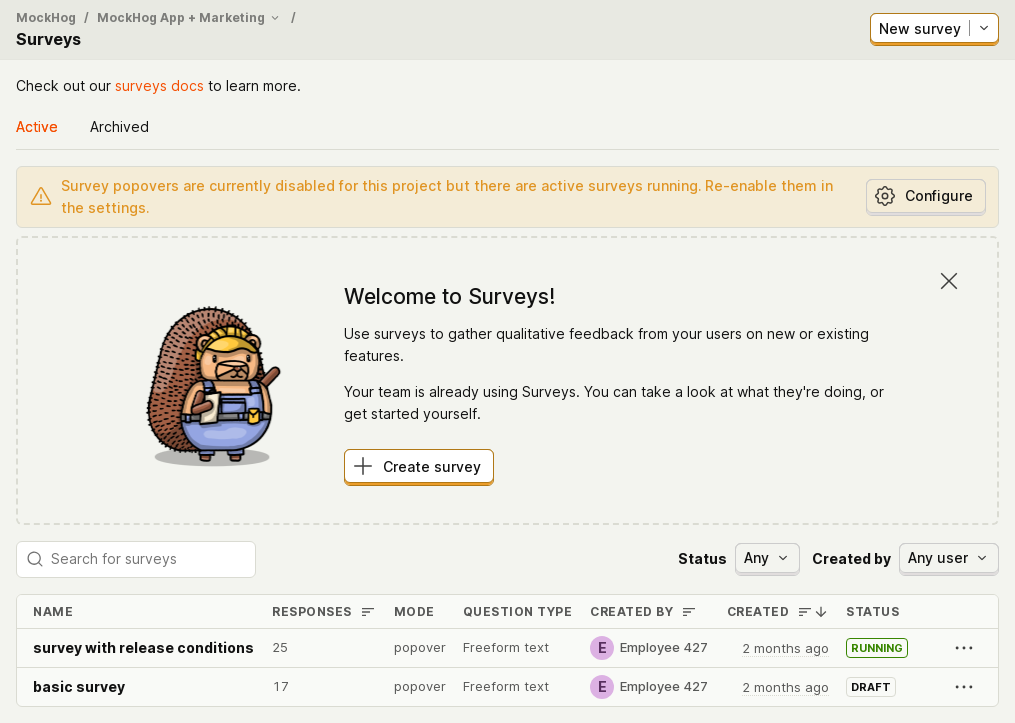 MockHog / MockHog App + Marketing /
Surveys
New survey
Check out our surveys docs to learn more.
Active Archived
Survey popovers are currently disabled for this project but there are active surveys running. Re-enable them in
the settings.
Configure
Welcome to Surveys!
Use surveys to gather qualitative feedback from your users on new or existing
features.
Your team is already using Surveys. You can take a look at what they're doing, or
get started yourself.
Create survey
Search for surveys
Status Any Created by Any user
NAME RESPONSES MODE QUESTION TYPE CREATED BY CREATED STATUS
survey with release conditions 25 popover Freeform text E Employee 427 2 months ago RUNNING
basic survey 17 popover Freeform text E Employee 427 2 months ago DRAFT